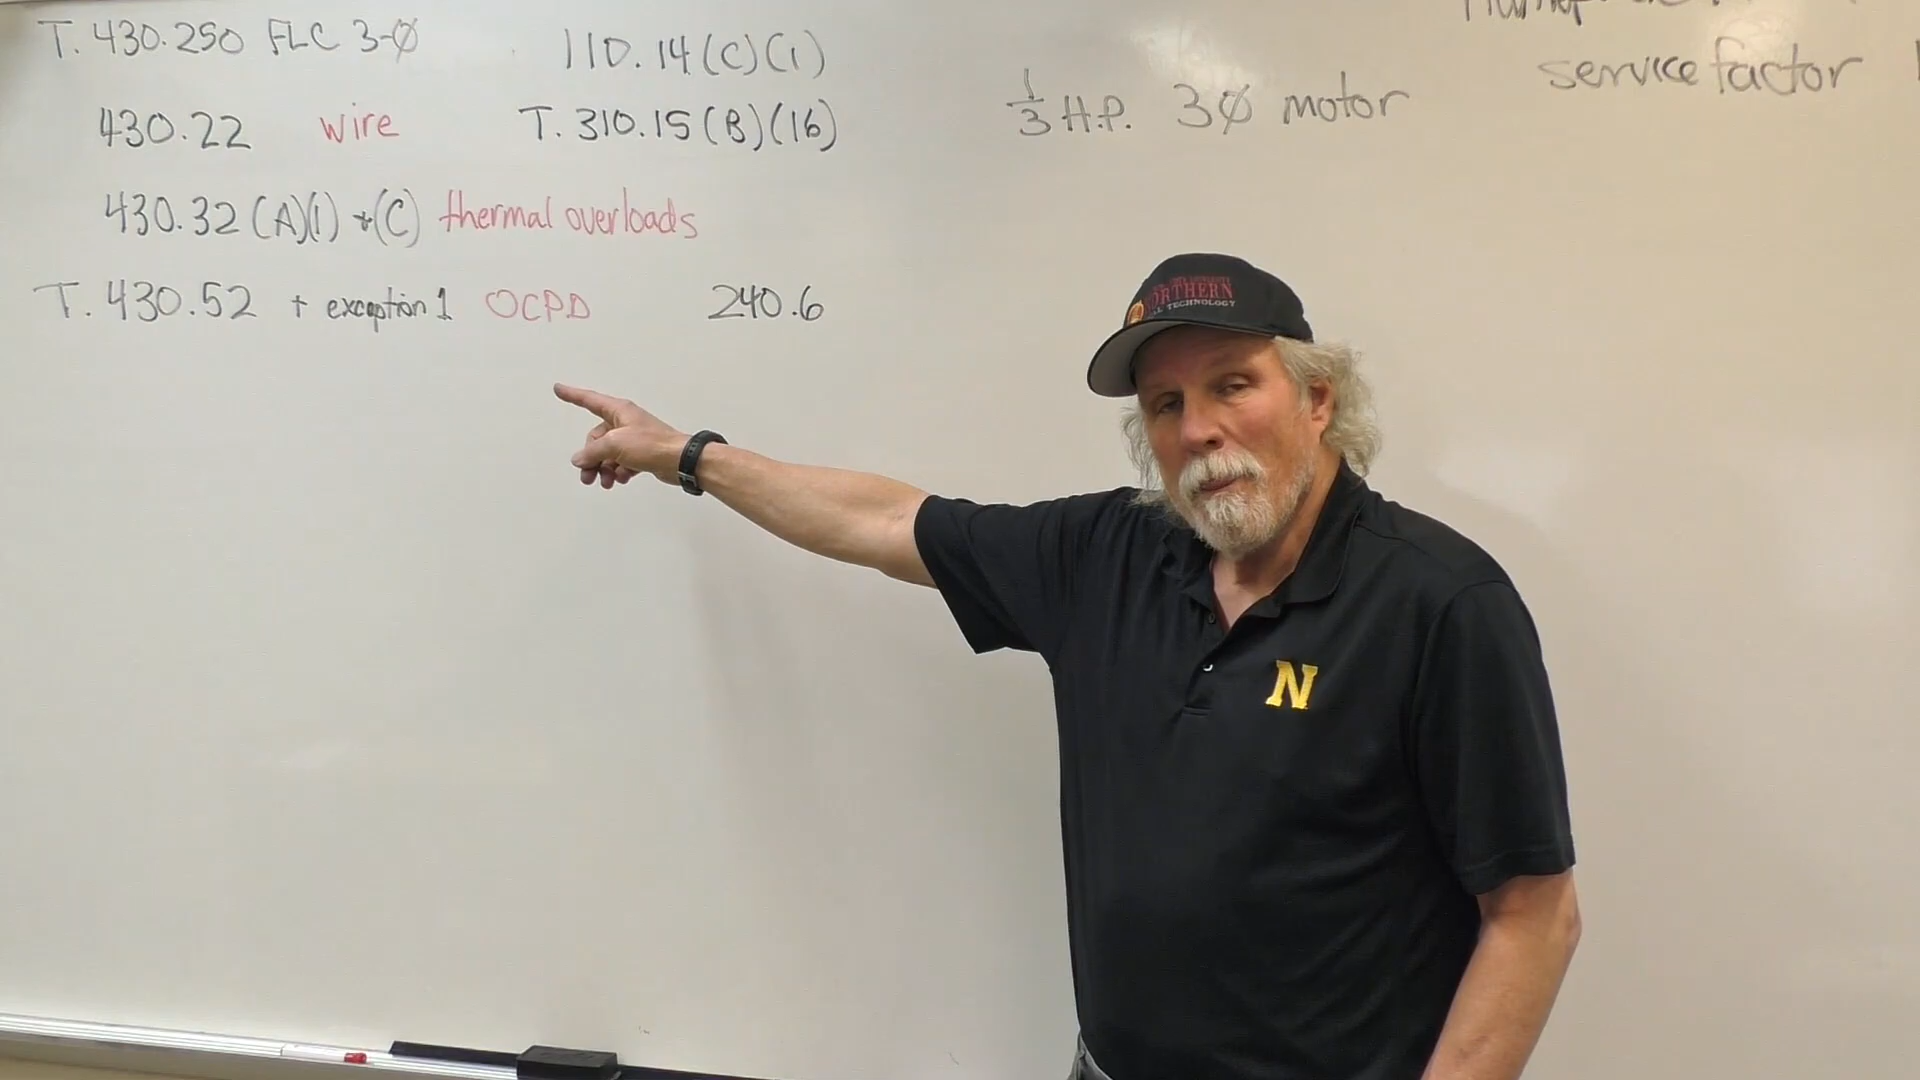 T. 430.250 FLC 3-Ø
110.14(C)(1)
430.22 wire
T. 310.15(B)(16)
430.32(A)(1) +(C) thermal overloads
T. 430.52 + exception 1 OCPD
240.6
1/3 H.P. 3Ø motor
service factor
NORTHERN
TECHNOLOGY
N